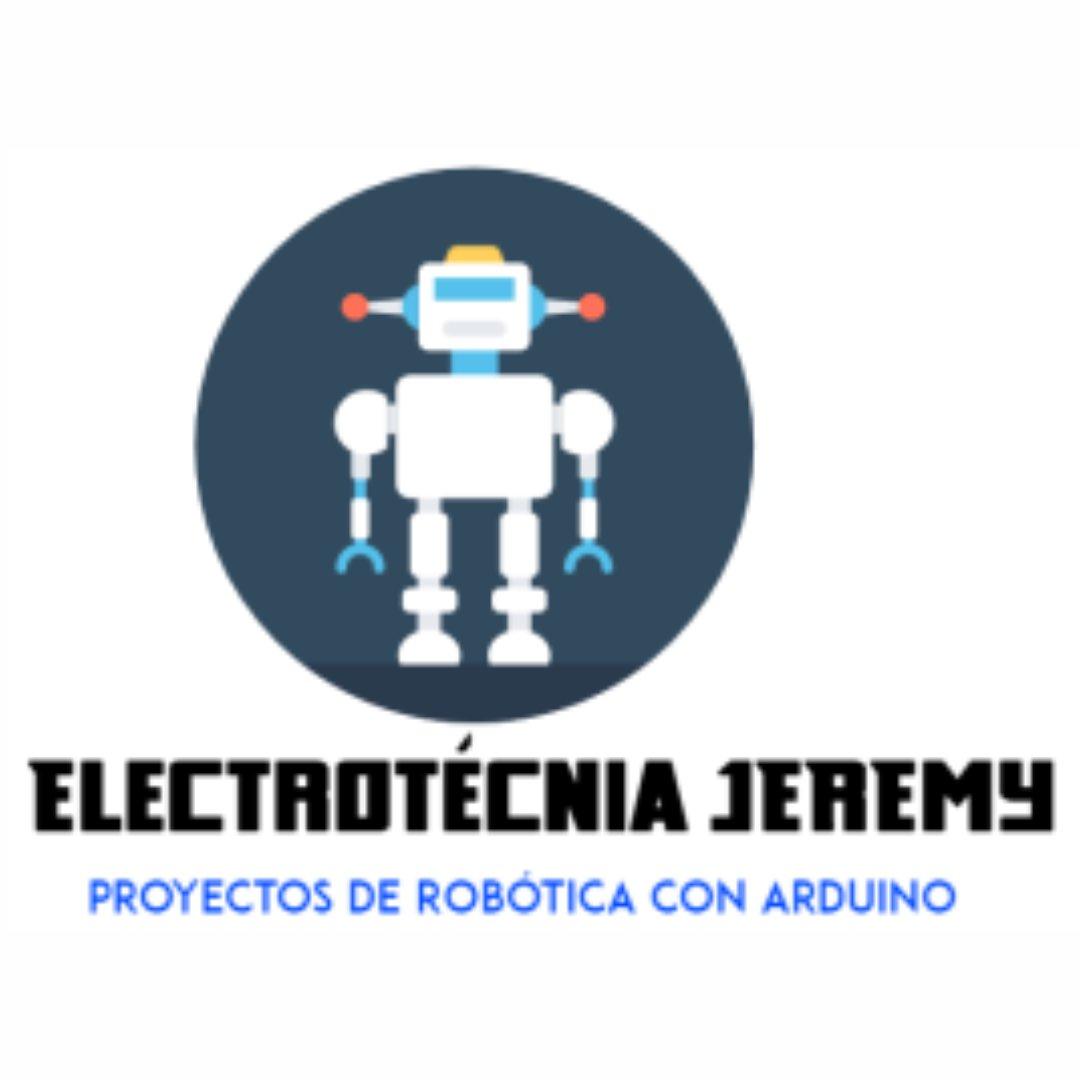 ELECTROTÉCNIA JEREMY
PROYECTOS DE ROBÓTICA CON ARDUINO